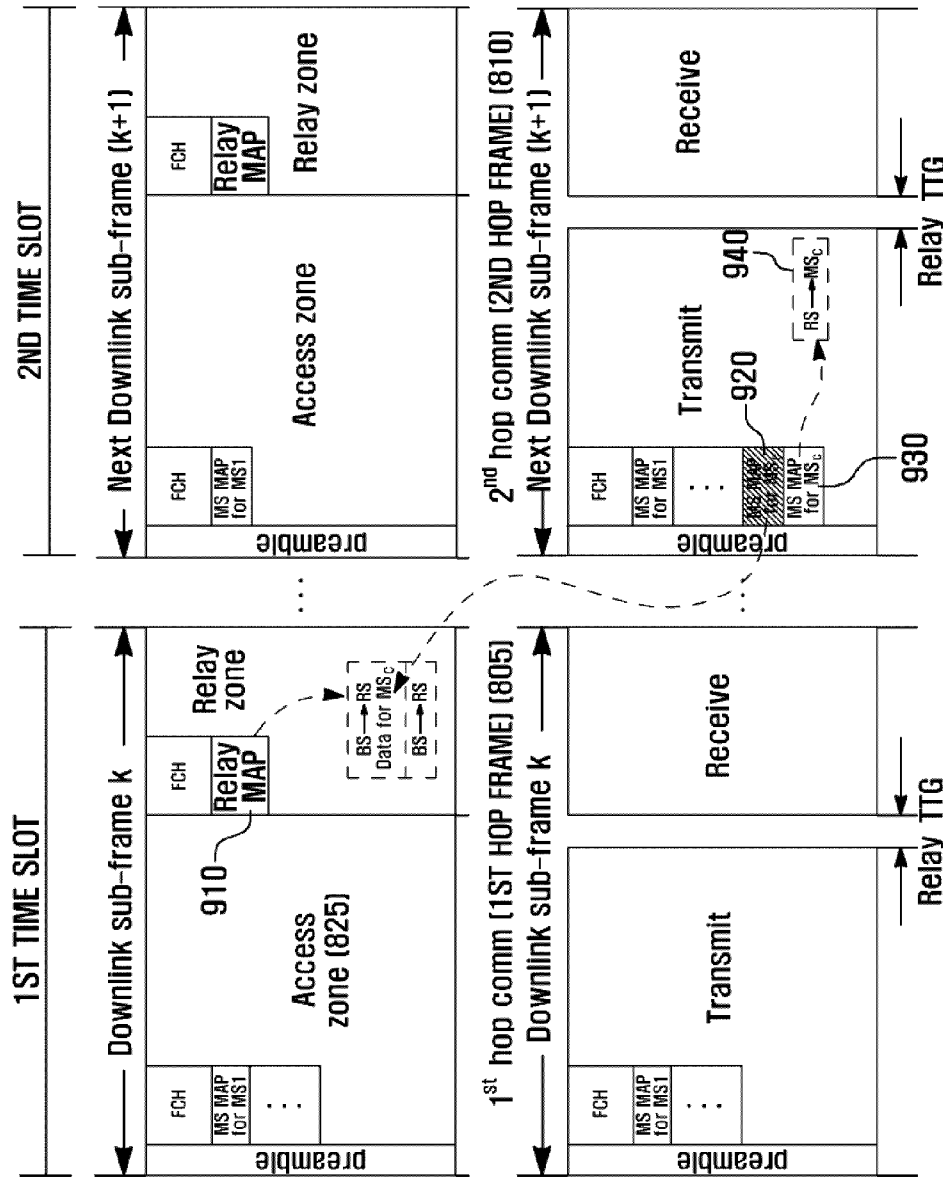 1ST TIME SLOT
Downlink sub-frame k
preamble
FCH
MS MAP
for MS1
. . .
Access
zone (825)
910
FCH
Relay
MAP
Relay
zone
BS → RS
Data for MSc
BS → RS
. . .
2ND TIME SLOT
Next Downlink sub-frame (k+1)
preamble
FCH
MS MAP
for MS1
Access zone
FCH
Relay
MAP
Relay zone
1st hop comm (1ST HOP FRAME) (805)
Downlink sub-frame k
preamble
FCH
MS MAP
for MS1
. . .
Transmit
Receive
Relay TTG
. . .
2nd hop comm (2ND HOP FRAME) (810)
Next Downlink sub-frame (k+1)
preamble
FCH
MS MAP
for MS1
. . .
MS MAP
for
MS MAP
for MSc
920
930
Transmit
940
RS → MSc
Receive
Relay TTG